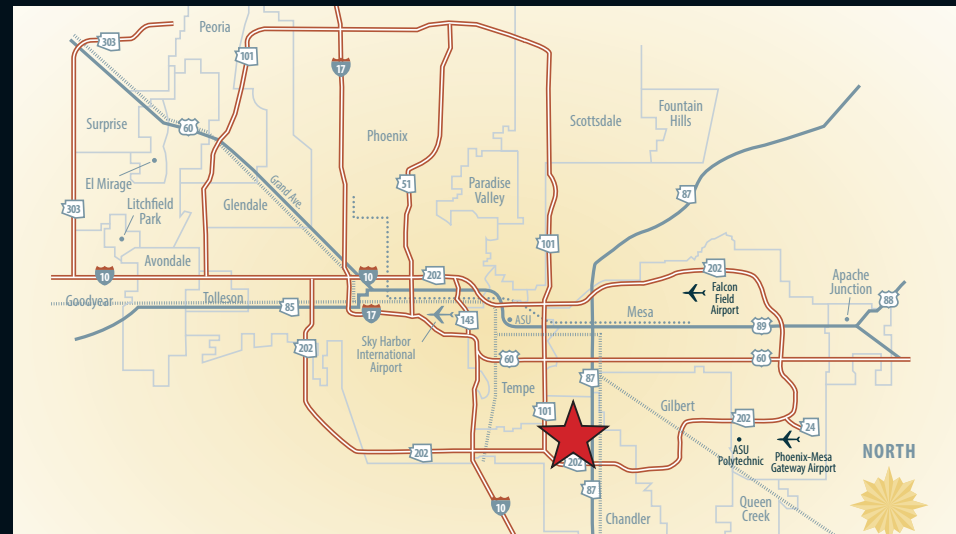 Peoria
303
101
17
Surprise
60
Phoenix
Scottsdale
Fountain
Hills
El Mirage
51
Paradise
Valley
87
Grand Ave.
303
Litchfield
Park
Glendale
101
Avondale
10
10
202
202
Falcon
Field
Airport
Apache
Junction
88
Goodyear
Tolleson
85
17
143
ASU
Mesa
89
Sky Harbor
International
Airport
202
60
60
Tempe
87
101
Gilbert
202
24
202
202
ASU
Polytechnic
Phoenix-Mesa
Gateway Airport
NORTH
10
87
Chandler
Queen
Creek